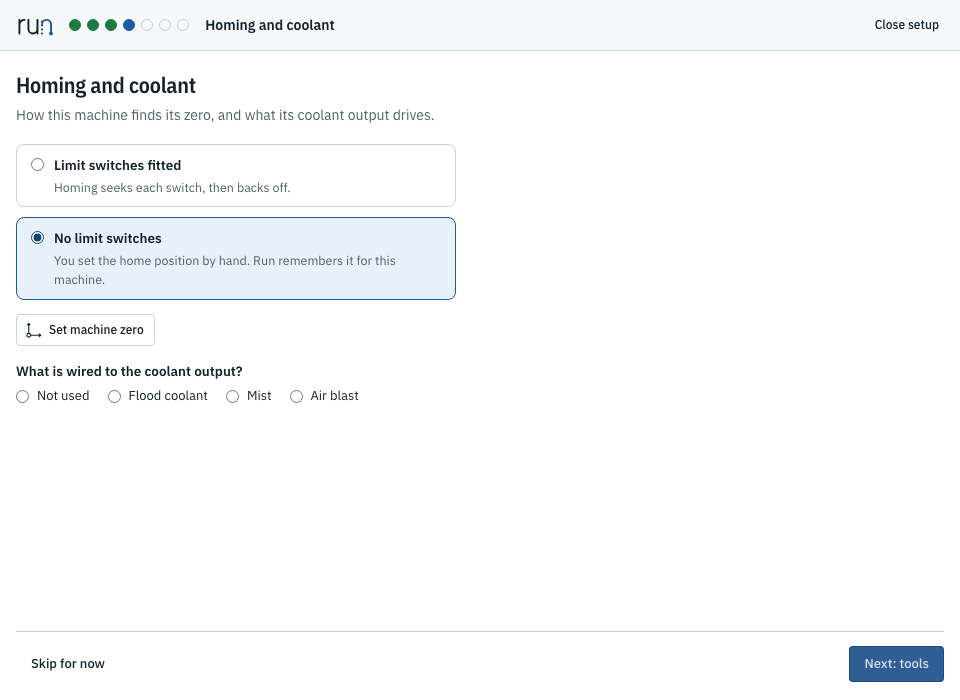 run
Homing and coolant
Close setup
Homing and coolant
How this machine finds its zero, and what its coolant output drives.
Limit switches fitted
Homing seeks each switch, then backs off.
No limit switches
You set the home position by hand. Run remembers it for this
machine.
Set machine zero
What is wired to the coolant output?
Not used
Flood coolant
Mist
Air blast
Skip for now
Next: tools